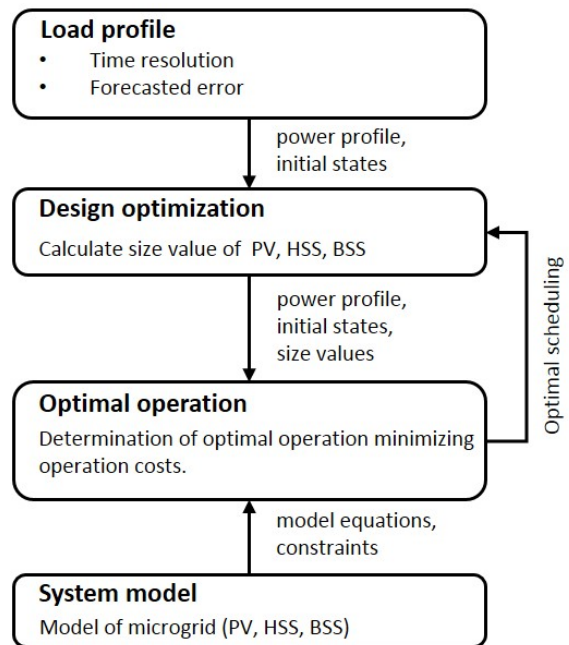 Load profile
• Time resolution
• Forecasted error
power profile,
initial states
Design optimization
Calculate size value of PV, HSS, BSS
power profile,
initial states,
size values
Optimal scheduling
Optimal operation
Determination of optimal operation minimizing
operation costs.
model equations,
constraints
System model
Model of microgrid (PV, HSS, BSS)